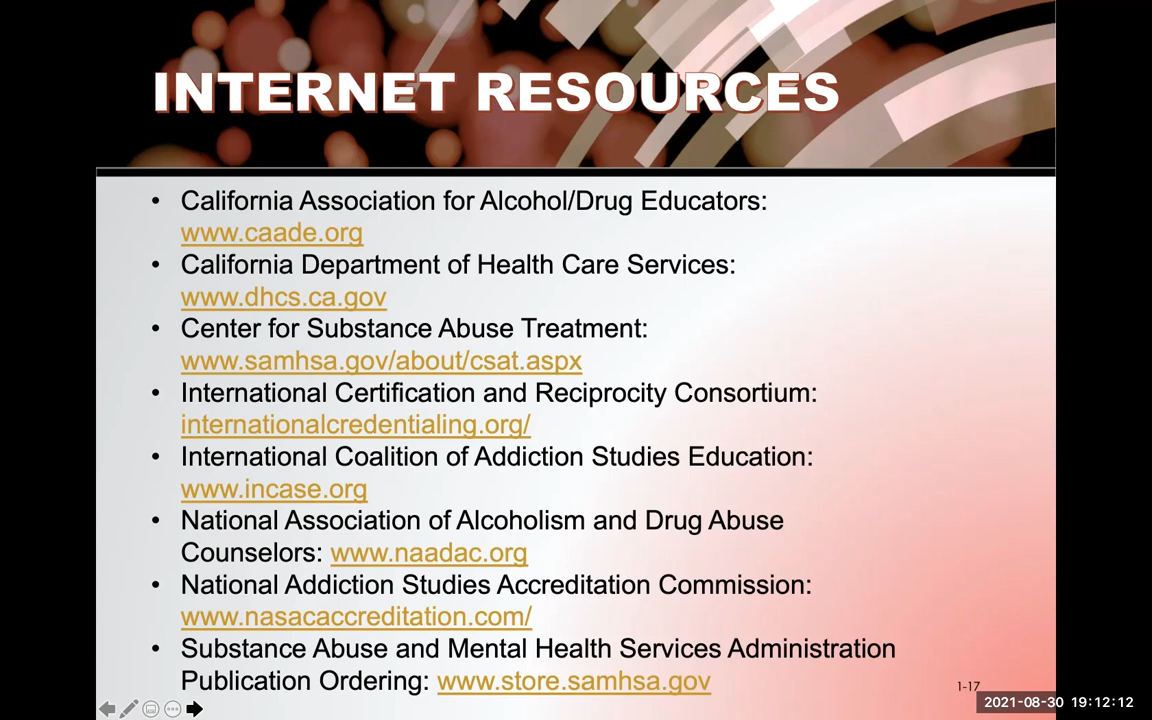 INTERNET RESOURCES
• California Association for Alcohol/Drug Educators:
www.caade.org
• California Department of Health Care Services:
www.dhcs.ca.gov
• Center for Substance Abuse Treatment:
www.samhsa.gov/about/csat.aspx
• International Certification and Reciprocity Consortium:
internationalcredentialing.org/
• International Coalition of Addiction Studies Education:
www.incase.org
• National Association of Alcoholism and Drug Abuse
Counselors: www.naadac.org
• National Addiction Studies Accreditation Commission:
www.nasacaccreditation.com/
• Substance Abuse and Mental Health Services Administration
Publication Ordering: www.store.samhsa.gov
1-17
2021-08-30 19:12:12